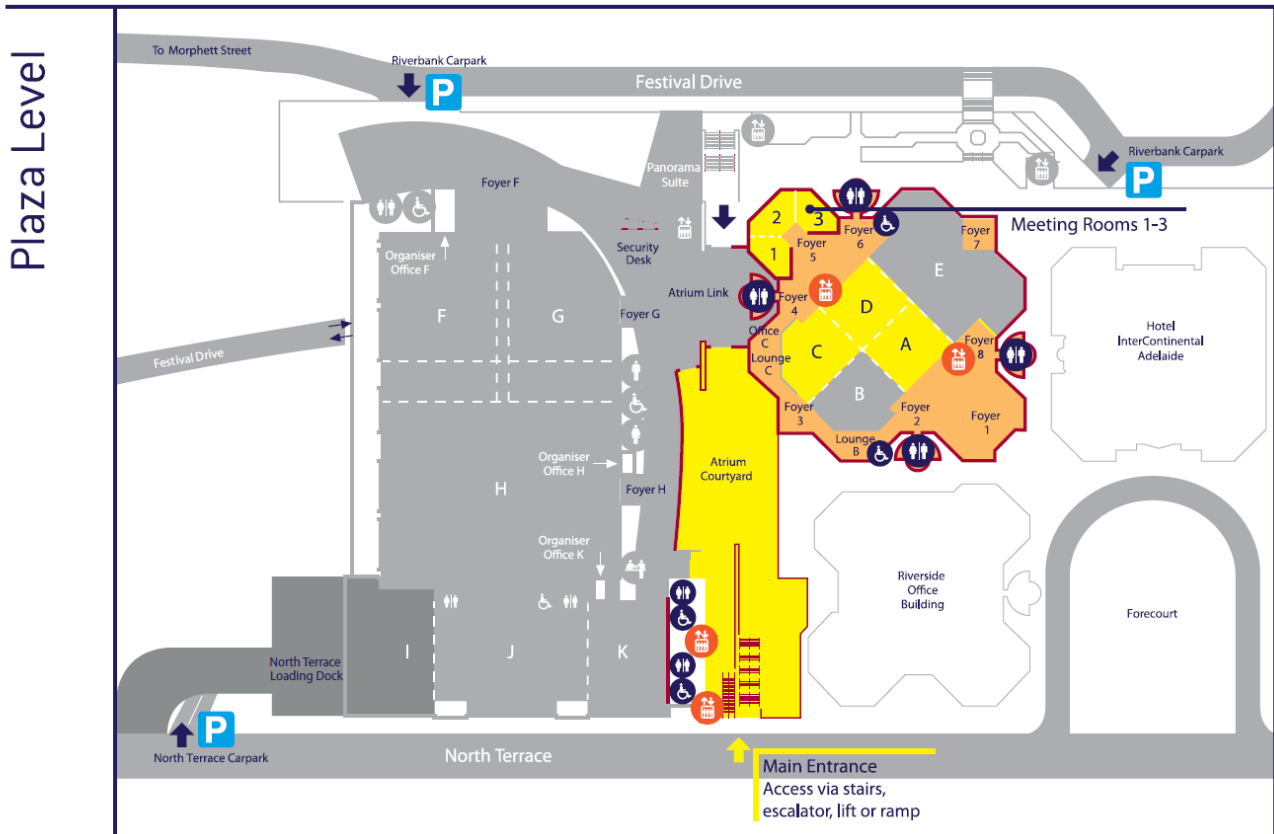 Plaza Level
To Morphett Street
Riverbank Carpark
P
Festival Drive
Riverbank Carpark
P
Panorama
Suite
Foyer F
Meeting Rooms 1-3
2
3
1
Foyer
5
Foyer
6
Foyer
7
Security
Desk
Organiser
Office F
E
Atrium Link
Foyer
4
D
F
G
Foyer G
Hotel
InterContinental
Adelaide
Office
C
Lounge
C
C
A
Foyer
8
Festival Drive
B
Foyer
3
Foyer
2
Foyer
1
Lounge
B
Organiser
Office H
Atrium
Courtyard
H
Foyer H
Organiser
Office K
Riverside
Office
Building
Forecourt
I
J
K
North Terrace
Loading Dock
P
North Terrace Carpark
North Terrace
Main Entrance
Access via stairs,
escalator, lift or ramp